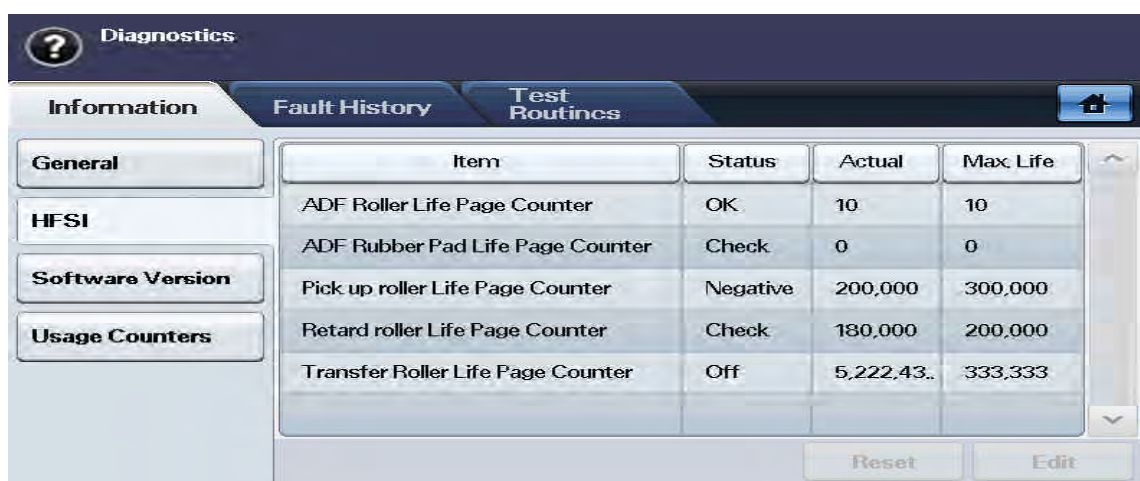 Diagnostics
Information
Fault History
Test
Routines
General
HFSI
Software Version
Usage Counters
Item Status Actual Max. Life
ADF Roller Life Page Counter OK 10 10
ADF Rubber Pad Life Page Counter Check 0 0
Pick up roller Life Page Counter Negative 200,000 300,000
Retard roller Life Page Counter Check 180,000 200,000
Transfer Roller Life Page Counter Off 5,222,43.. 333,333
Reset Edit